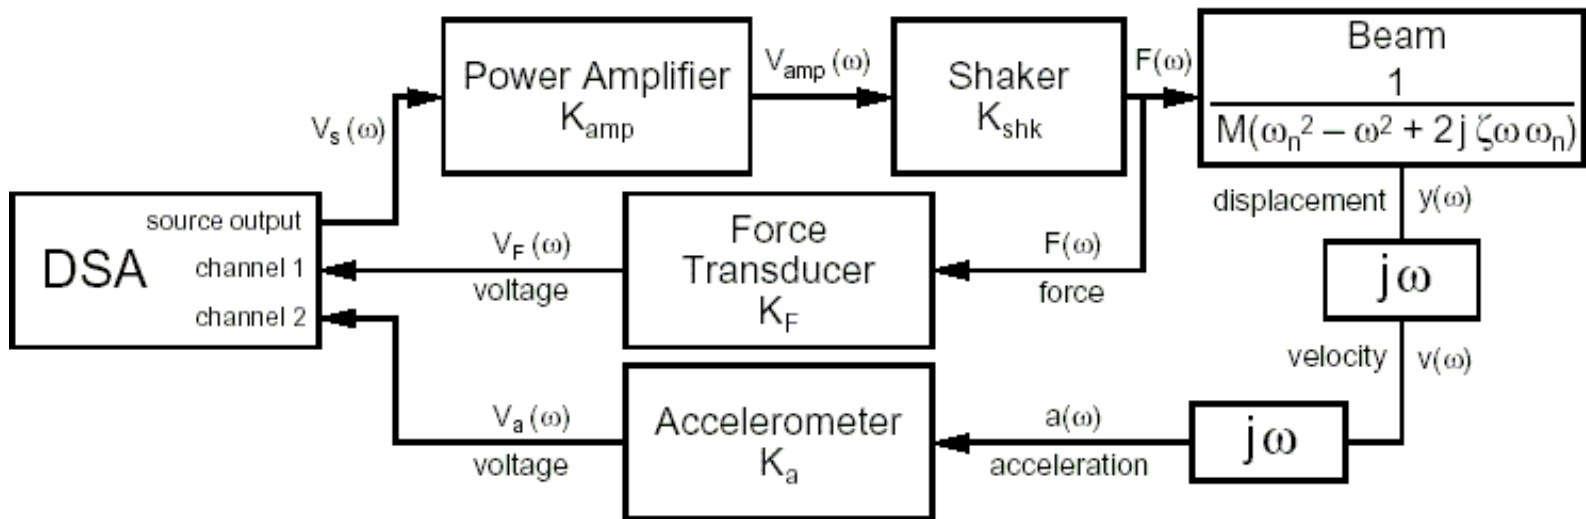 Power Amplifier
K_amp
V_amp (ω)
Shaker
K_shk
F(ω)
Beam
1
M(ω_n² – ω² + 2j ζω ω_n)
V_s (ω)
DSA
source output
channel 1
channel 2
V_F (ω)
voltage
Force
Transducer
K_F
F(ω)
force
displacement
y(ω)
jω
velocity
v(ω)
V_a (ω)
voltage
Accelerometer
K_a
a(ω)
acceleration
jω